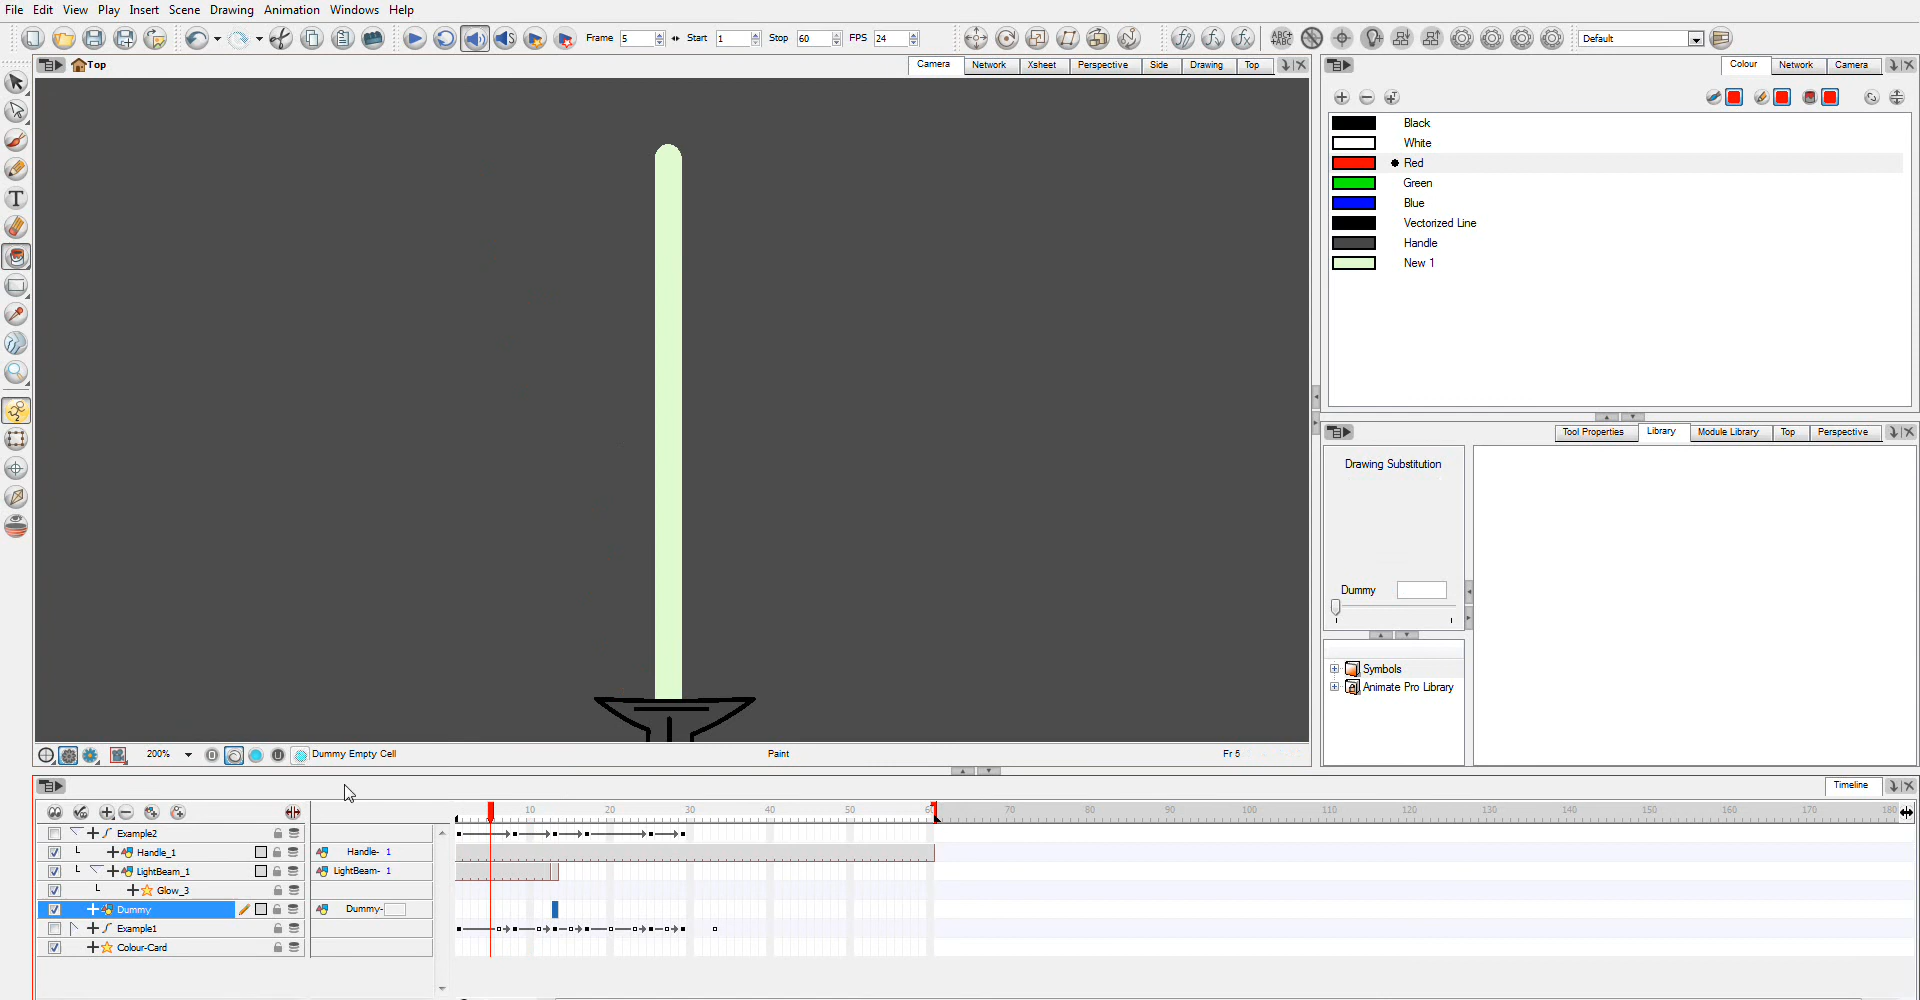 File Edit View Play Insert Scene Drawing Animation Windows Help
Frame 5 Start 1 Stop 60 FPS 24 Default
Top Camera Network Xsheet Perspective Side Drawing Top
Colour Network Camera
Black
White
Red
Green
Blue
Vectorized Line
Handle
New 1
Tool Properties Library Module Library Top Perspective
Drawing Substitution
Dummy
Symbols
Animate Pro Library
200% Dummy Empty Cell Paint Fr 5
Timeline
10 20 30 40 50 60 70 80 90 100 110 120 130 140 150 160 170 180
Example2
Handle_1 Handle- 1
LightBeam_1 LightBeam- 1
Glow_3
Dummy Dummy-
Example1
Colour-Card